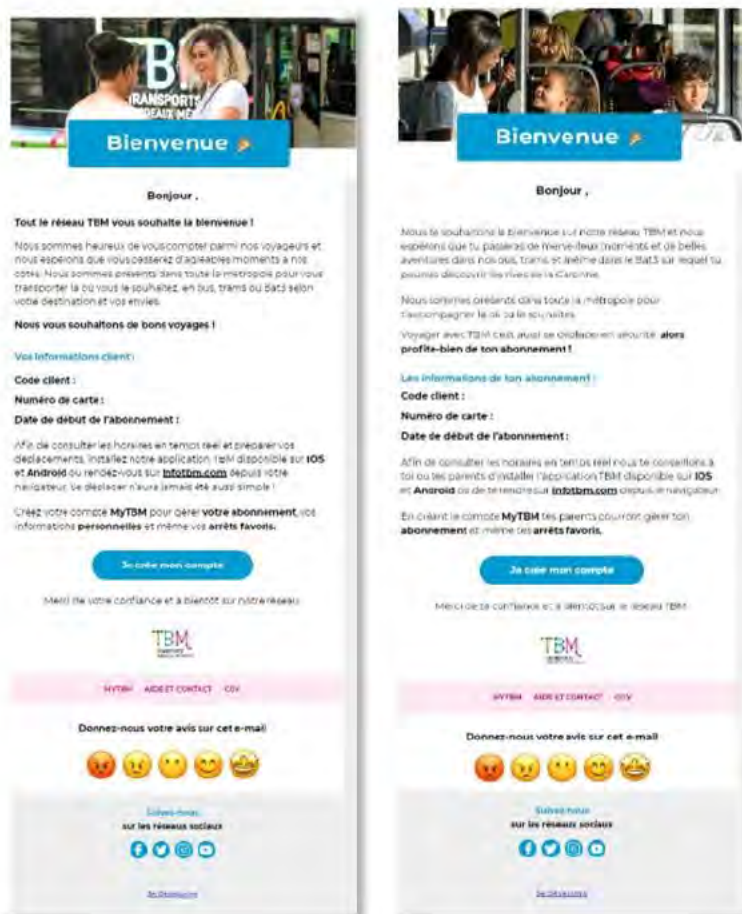 TBM
TRANSPORTS
Bienvenue 🎉
Bonjour ,
Tout le réseau TBM vous souhaite la bienvenue !
Nous sommes heureux de vous compter parmi nos voyageurs et
nous espérons que vous passerez d'agréables moments à nos
côtés. Nous sommes présents dans toute la métropole pour vous
transporter là où vous le souhaitez, en bus, trams ou Bat3 selon
votre destination et vos envies.
Nous vous souhaitons de bons voyages !
Vos informations client :
Code client :
Numéro de carte :
Date de début de l'abonnement :
Afin de consulter les horaires en temps réel et préparer vos
déplacements, installez notre application TBM disponible sur IOS
et Android ou rendez-vous sur infotbm.com depuis votre
navigateur. Se déplacer n'aura jamais été aussi simple !
Créez votre compte MyTBM pour gérer votre abonnement, vos
informations personnelles et même vos arrêts favoris.
Je crée mon compte
Merci de votre confiance et à bientôt sur notre réseau
TBM
MYTBM AIDE ET CONTACT CGV
Donnez-nous votre avis sur cet e-mail
Suivez-nous
sur les réseaux sociaux
Se désinscrire
Bienvenue 🎉
Bonjour ,
Nous te souhaitons la bienvenue sur notre réseau TBM et nous
espérons que tu passeras de merveilleux moments et de belles
aventures dans nos bus, trams et même dans le Bat3 sur lequel tu
pourras découvrir les rives de la Garonne.
Nous sommes présents dans toute la métropole pour
t'accompagner là où tu le souhaites.
Voyager avec TBM c'est aussi se déplacer en sécurité, alors
profite-bien de ton abonnement !
Les informations de ton abonnement :
Code client :
Numéro de carte :
Date de début de l'abonnement :
Afin de consulter les horaires en temps réel nous te conseillons à
toi ou tes parents d'installer l'application TBM disponible sur IOS
et Android ou de te rendre sur infotbm.com depuis le navigateur.
En créant le compte MyTBM tes parents pourront gérer ton
abonnement et même tes arrêts favoris.
Je crée mon compte
Merci de ta confiance et à bientôt sur le réseau TBM
TBM
MYTBM AIDE ET CONTACT CGV
Donnez-nous votre avis sur cet e-mail
Suivez-nous
sur les réseaux sociaux
Se désinscrire